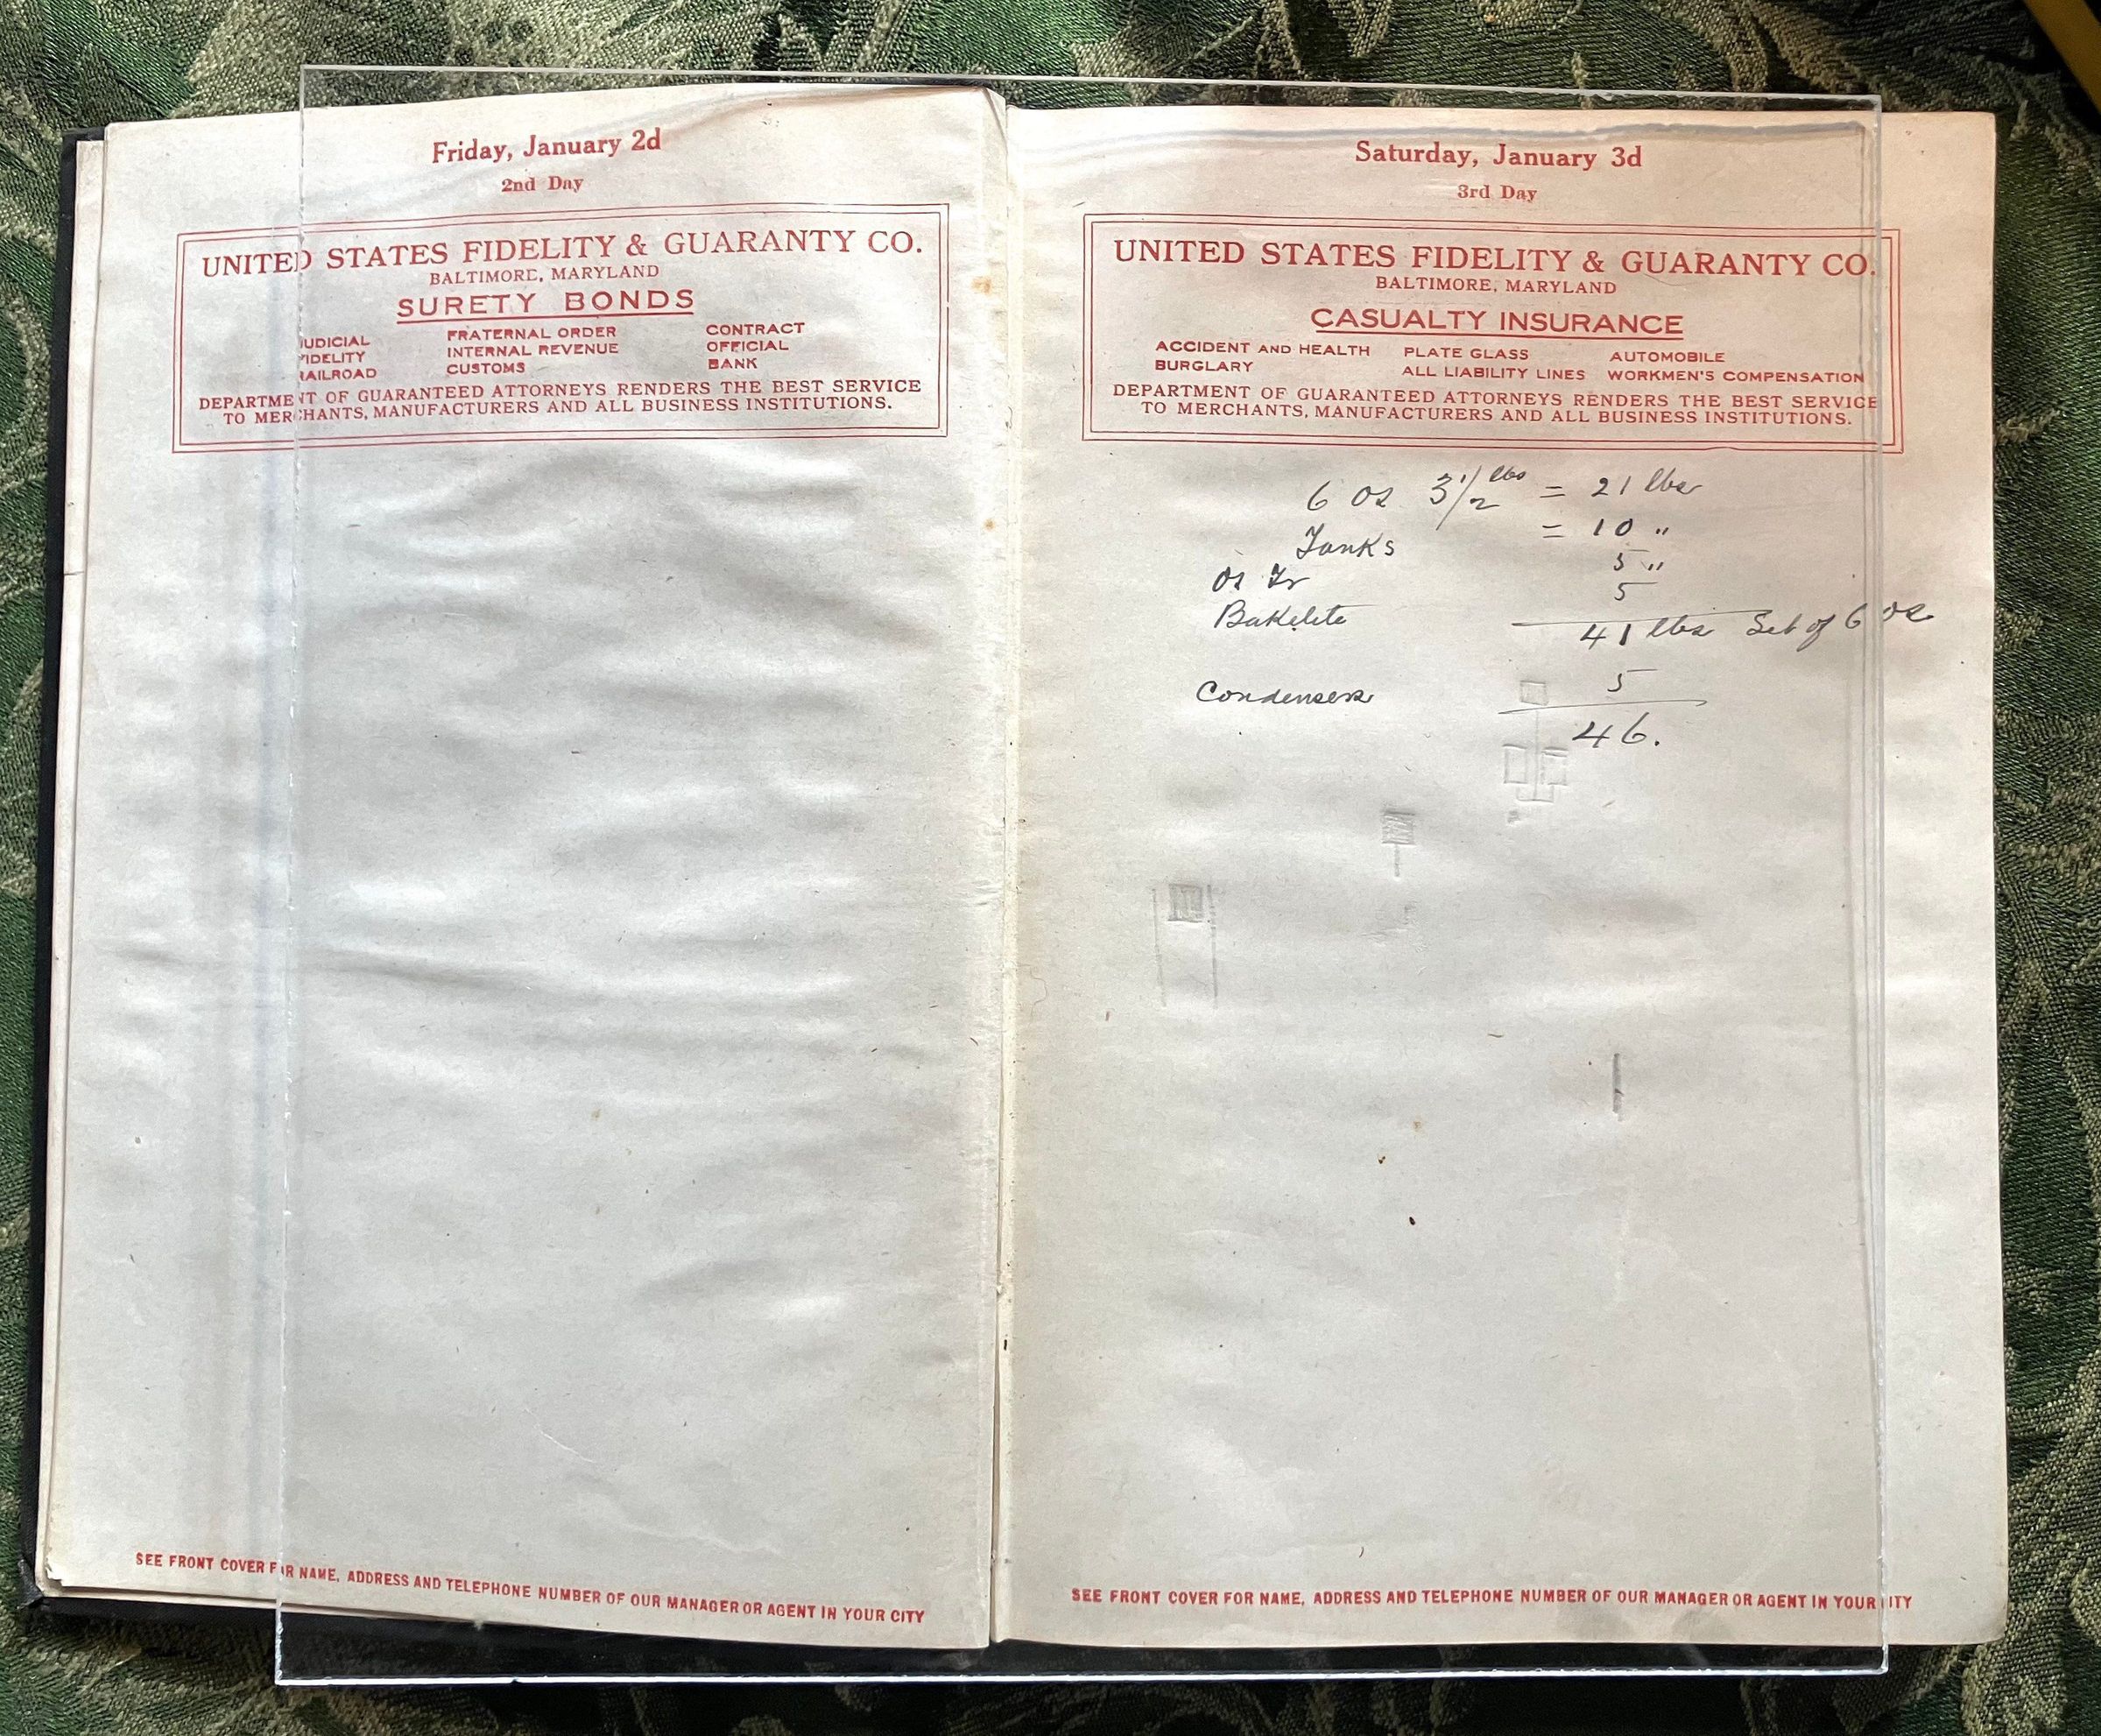 Friday, January 2d
2nd Day
UNITED STATES FIDELITY & GUARANTY CO.
BALTIMORE, MARYLAND
SURETY BONDS
JUDICIAL FRATERNAL ORDER CONTRACT
FIDELITY INTERNAL REVENUE OFFICIAL
RAILROAD CUSTOMS BANK
DEPARTMENT OF GUARANTEED ATTORNEYS RENDERS THE BEST SERVICE
TO MERCHANTS, MANUFACTURERS AND ALL BUSINESS INSTITUTIONS.
SEE FRONT COVER FOR NAME, ADDRESS AND TELEPHONE NUMBER OF OUR MANAGER OR AGENT IN YOUR CITY
Saturday, January 3d
3rd Day
UNITED STATES FIDELITY & GUARANTY CO.
BALTIMORE, MARYLAND
CASUALTY INSURANCE
ACCIDENT AND HEALTH PLATE GLASS AUTOMOBILE
BURGLARY ALL LIABILITY LINES WORKMEN'S COMPENSATION
DEPARTMENT OF GUARANTEED ATTORNEYS RENDERS THE BEST SERVICE
TO MERCHANTS, MANUFACTURERS AND ALL BUSINESS INSTITUTIONS.
6 Os 3 1/2 lbs = 21 lbs
Tanks = 10 "
Os Tr 5 "
Bakelite 5
41 lbs Set of 6 Os
Condensers 5
46.
SEE FRONT COVER FOR NAME, ADDRESS AND TELEPHONE NUMBER OF OUR MANAGER OR AGENT IN YOUR CITY